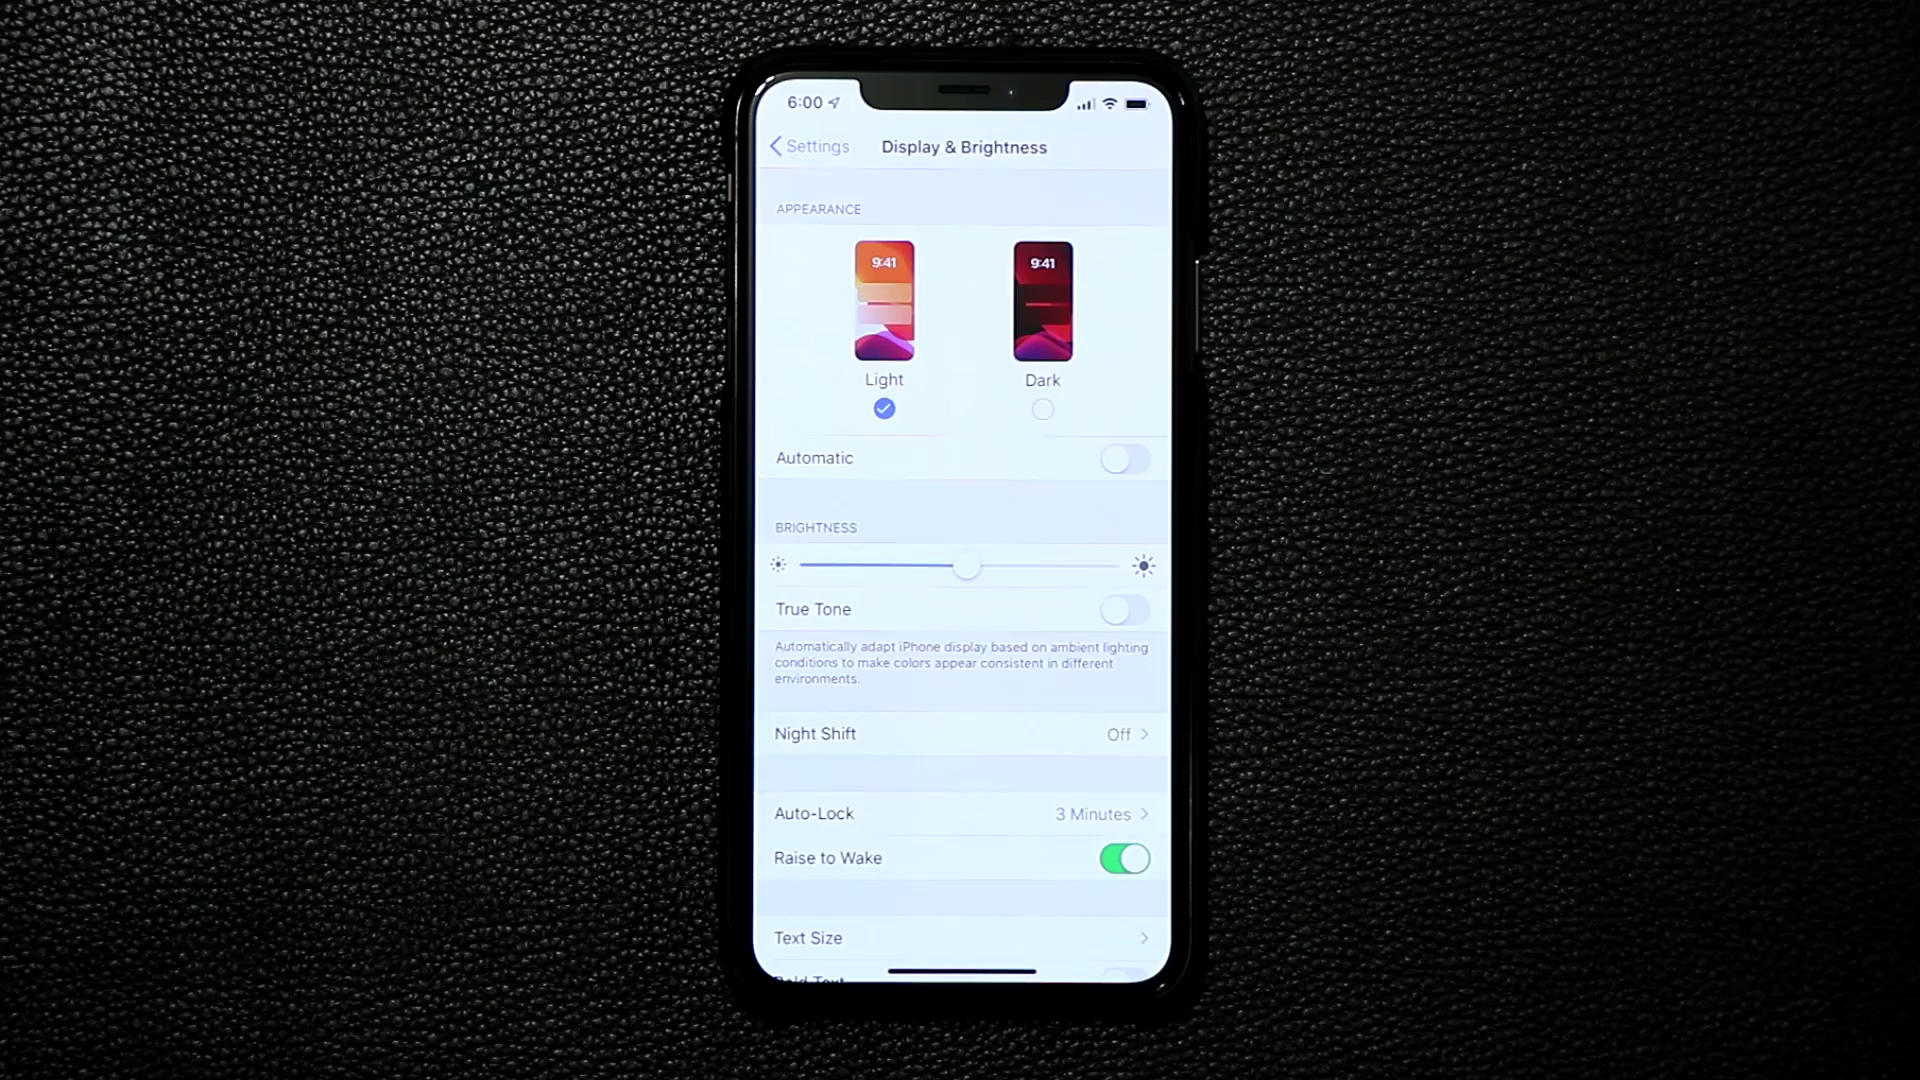 6:00
Settings
Display & Brightness
APPEARANCE
9:41
9:41
Light
Dark
Automatic
BRIGHTNESS
True Tone
Automatically adapt iPhone display based on ambient lighting
conditions to make colors appear consistent in different
environments.
Night Shift
Off
Auto-Lock
3 Minutes
Raise to Wake
Text Size
Bold Text